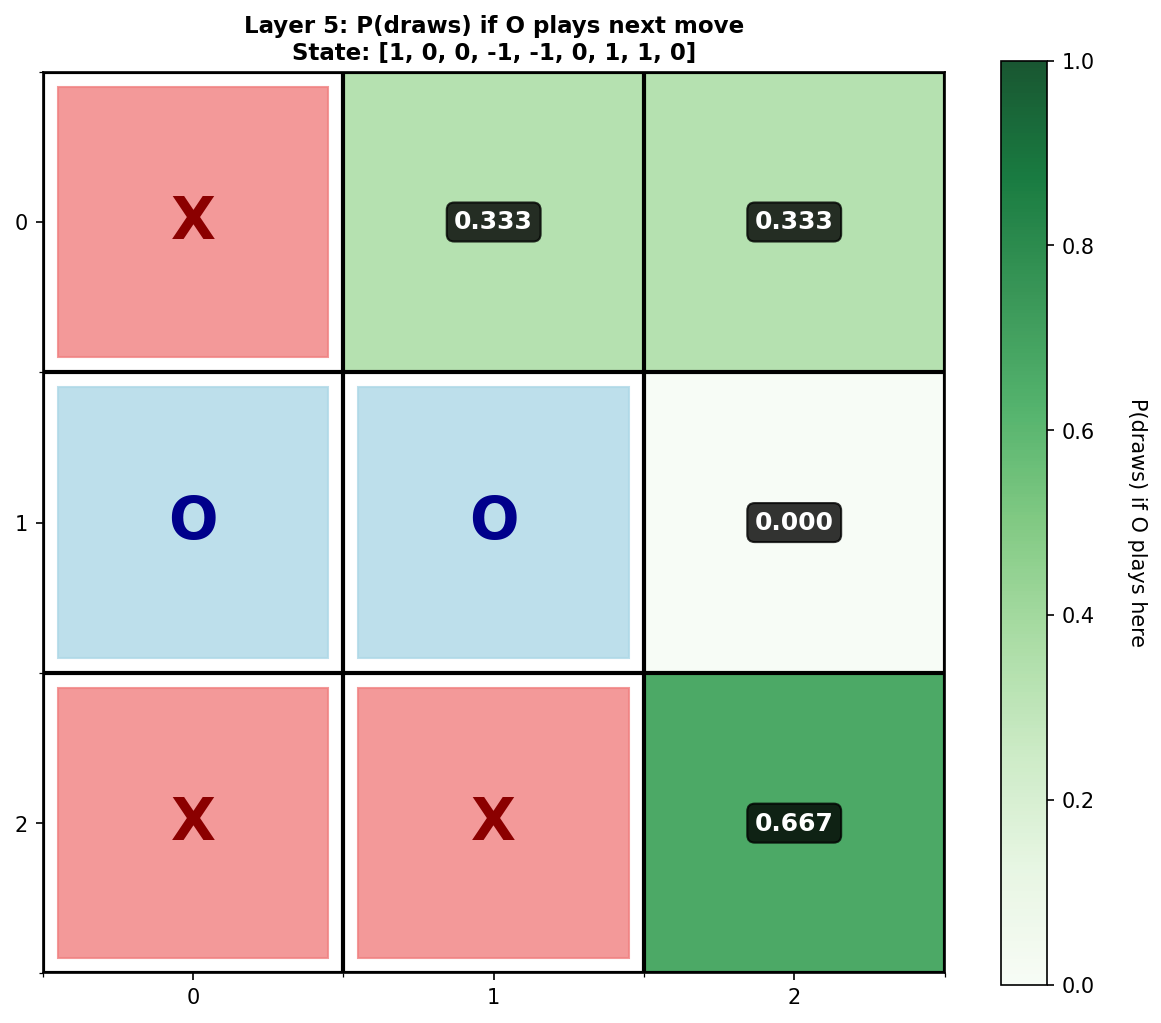 Layer 5: P(draws) if O plays next move
State: [1, 0, 0, -1, -1, 0, 1, 1, 0]
0
X
0.333
0.333
1
O
O
0.000
2
X
X
0.667
0
1
2
1.0
0.8
0.6
0.4
0.2
0.0
P(draws) if O plays here